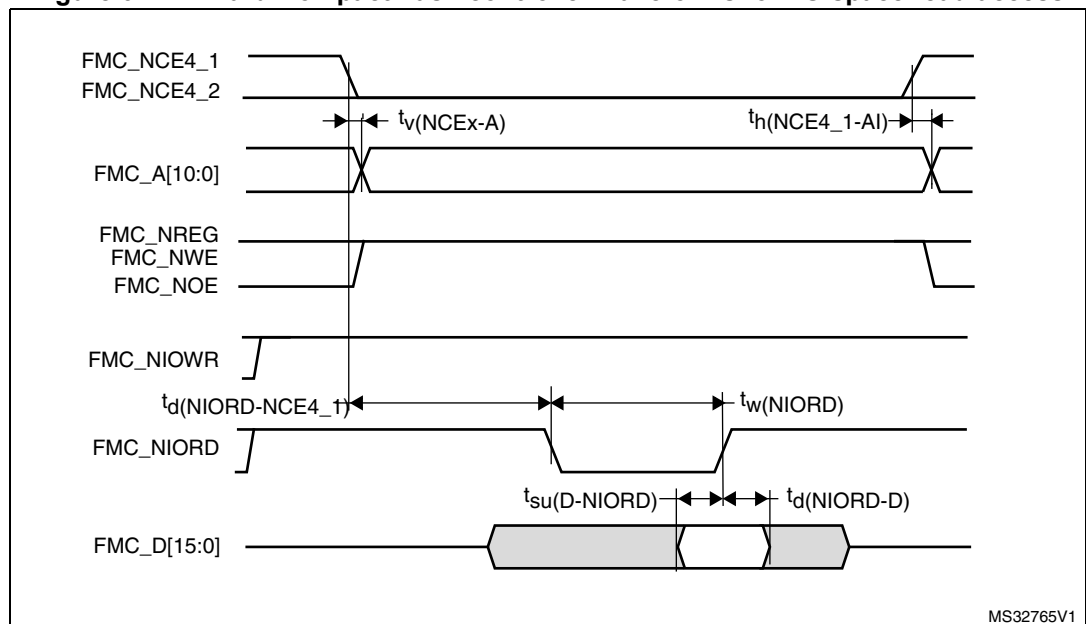 FMC_NCE4_1
FMC_NCE4_2
tv(NCEx-A)
th(NCE4_1-AI)
FMC_A[10:0]
FMC_NREG
FMC_NWE
FMC_NOE
FMC_NIOWR
td(NIORD-NCE4_1)
tw(NIORD)
FMC_NIORD
tsu(D-NIORD)
td(NIORD-D)
FMC_D[15:0]
MS32765V1